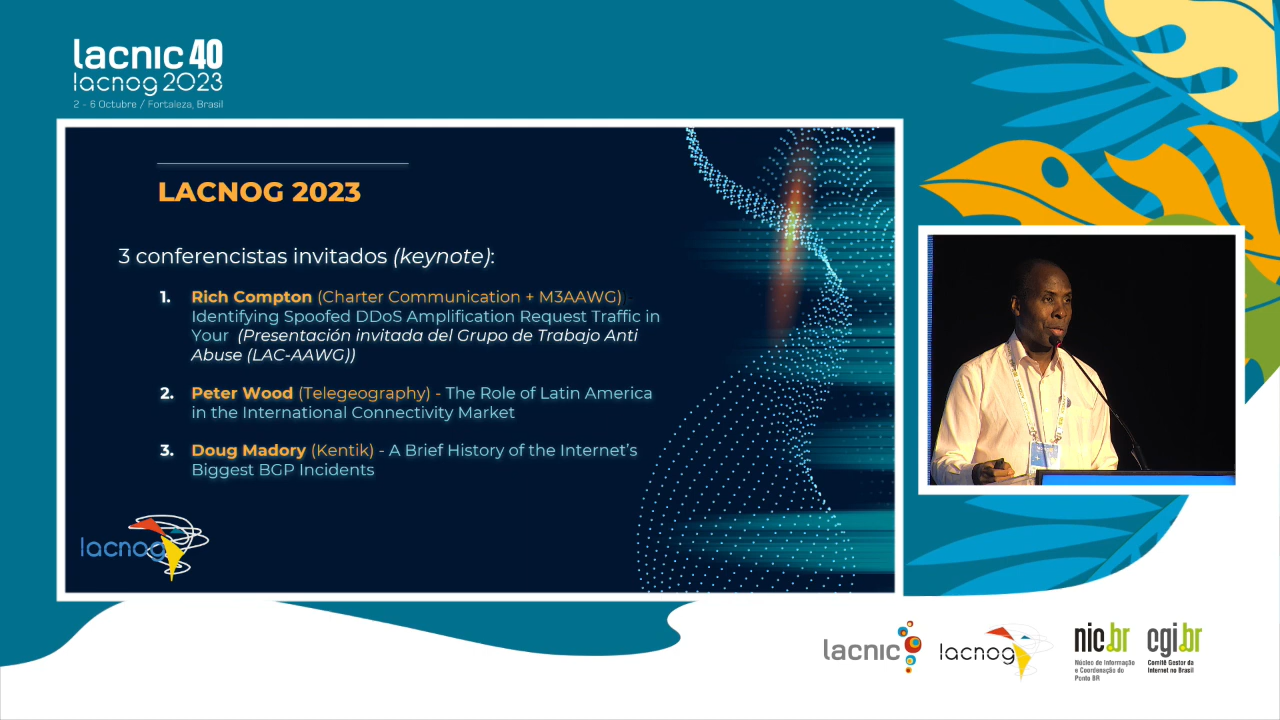 lacnic 40
lacnog 2023
2 - 6 Octubre / Fortaleza, Brasil
LACNOG 2023
3 conferencistas invitados (keynote):
1. Rich Compton (Charter Communication + M3AAWG)
Identifying Spoofed DDoS Amplification Request Traffic in
Your (Presentación invitada del Grupo de Trabajo Anti
Abuse (LAC-AAWG))
2. Peter Wood (Telegeography) - The Role of Latin America
in the International Connectivity Market
3. Doug Madory (Kentik) - A Brief History of the Internet's
Biggest BGP Incidents
lacnog
lacnic
lacnog
nic.br
Núcleo de Informação
e Coordenação do
Ponto BR
cgi.br
Comitê Gestor da
Internet no Brasil